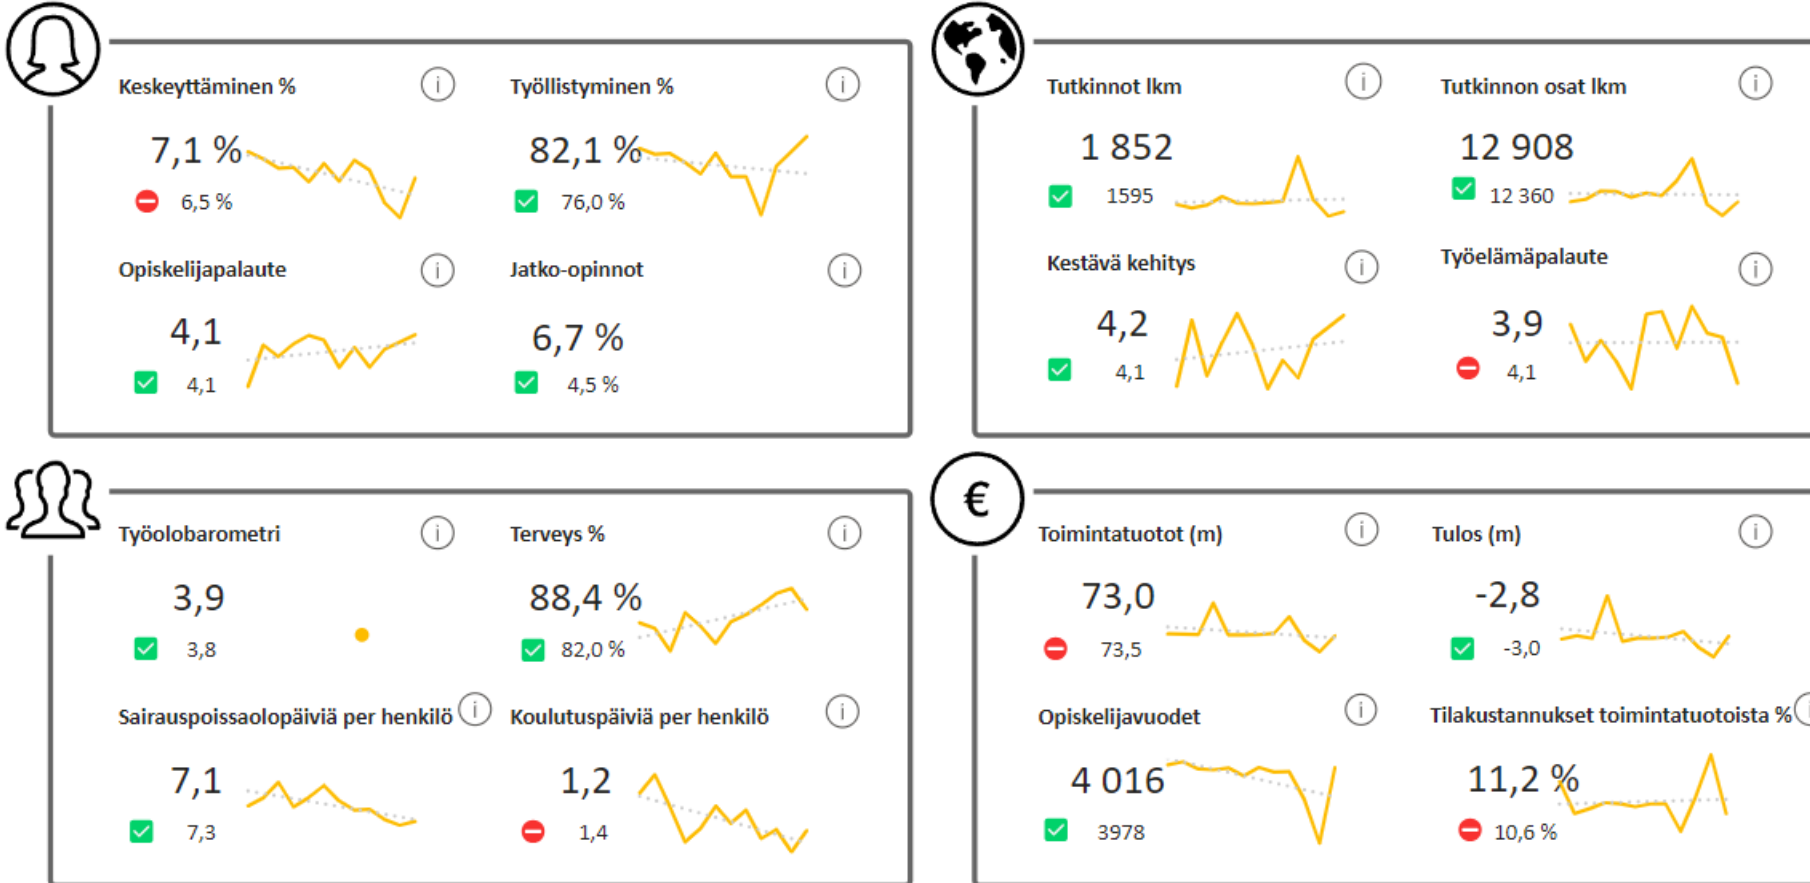 Keskeyttäminen %
i
Työllistyminen %
i
7,1 %
82,1 %
6,5 %
76,0 %
Opiskelijapalaute
i
Jatko-opinnot
i
4,1
6,7 %
4,1
4,5 %
Tutkinnot lkm
i
Tutkinnon osat lkm
i
1 852
12 908
1595
12 360
Kestävä kehitys
i
Työelämäpalaute
i
4,2
3,9
4,1
4,1
Työolobarometri
i
Terveys %
i
3,9
88,4 %
3,8
82,0 %
Sairauspoissaolopäiviä per henkilö
i
Koulutuspäiviä per henkilö
i
7,1
1,2
7,3
1,4
€
Toimintatuotot (m)
i
Tulos (m)
i
73,0
-2,8
73,5
-3,0
Opiskelijavuodet
i
Tilakustannukset toimintatuotoista %
i
4 016
11,2 %
3978
10,6 %